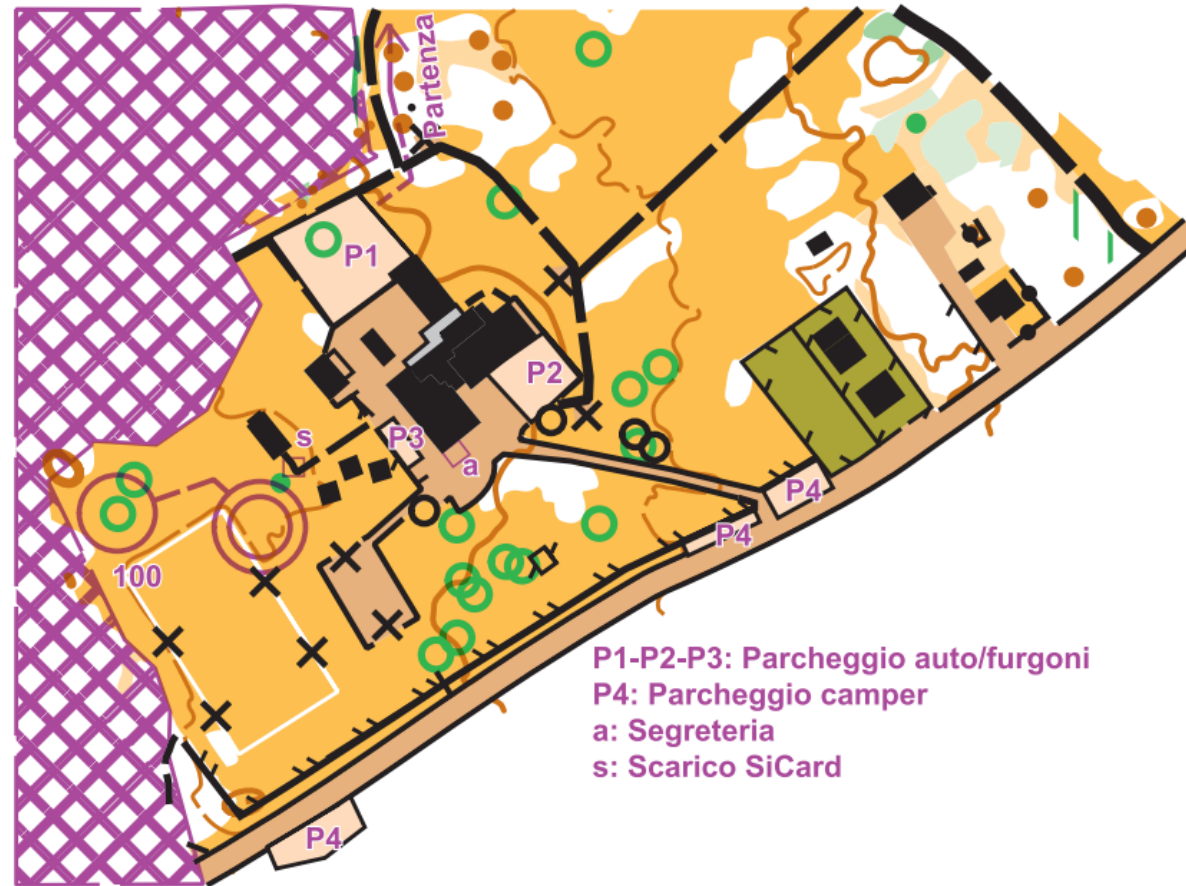 Partenza
P1
P2
s
P3
a
P4
P4
100
P1-P2-P3: Parcheggio auto/furgoni
P4: Parcheggio camper
a: Segreteria
s: Scarico SiCard
P4